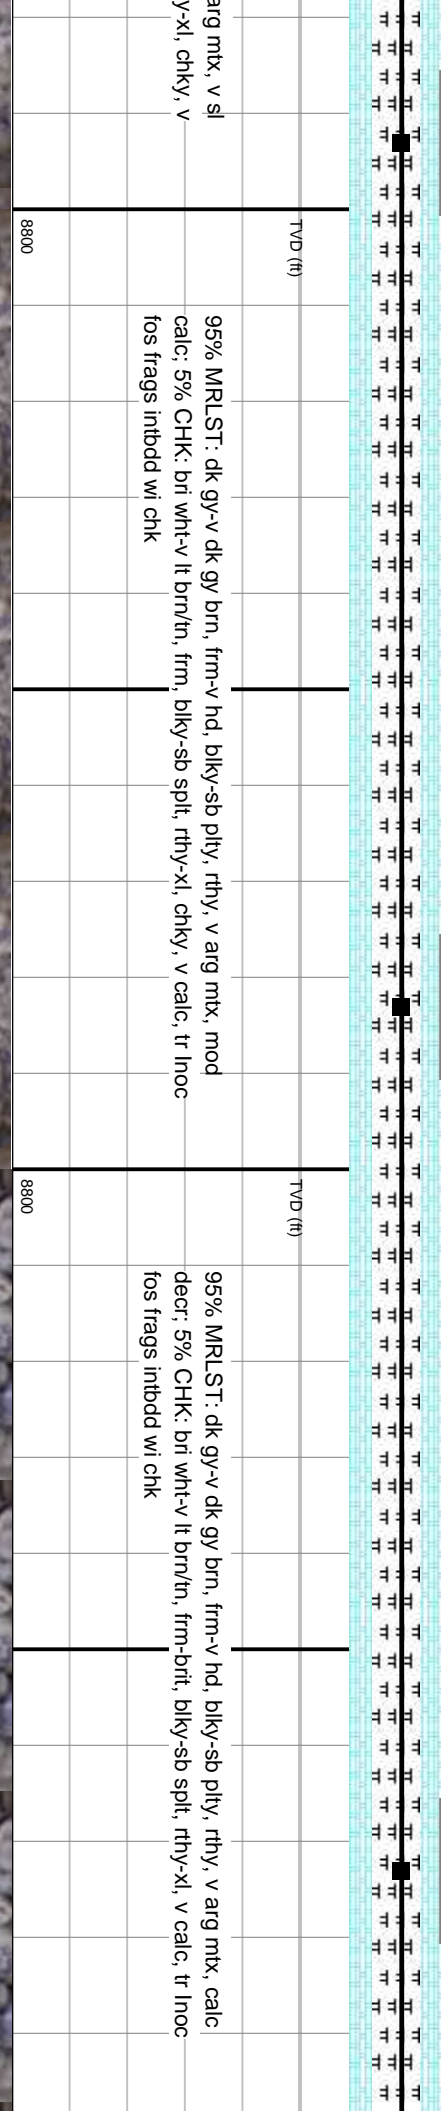 arg mtx, v sl
y-xl, chky, v
TVD (ft)
8800
95% MRLST: dk gy-v dk gy brn, frm-v hd, blky-sb plty, rthy, v arg mtx, mod
calc; 5% CHK: bri wht-v lt brn/tn, frm, blky-sb splt, rthy-xl, chky, v calc, tr Inoc
fos frags intbdd wi chk
TVD (ft)
8800
95% MRLST: dk gy-v dk gy brn, frm-v hd, blky-sb plty, rthy, v arg mtx, calc
decr; 5% CHK: bri wht-v lt brn/tn, frm-brit, blky-sb splt, rthy-xl, v calc, tr Inoc
fos frags intbdd wi chk